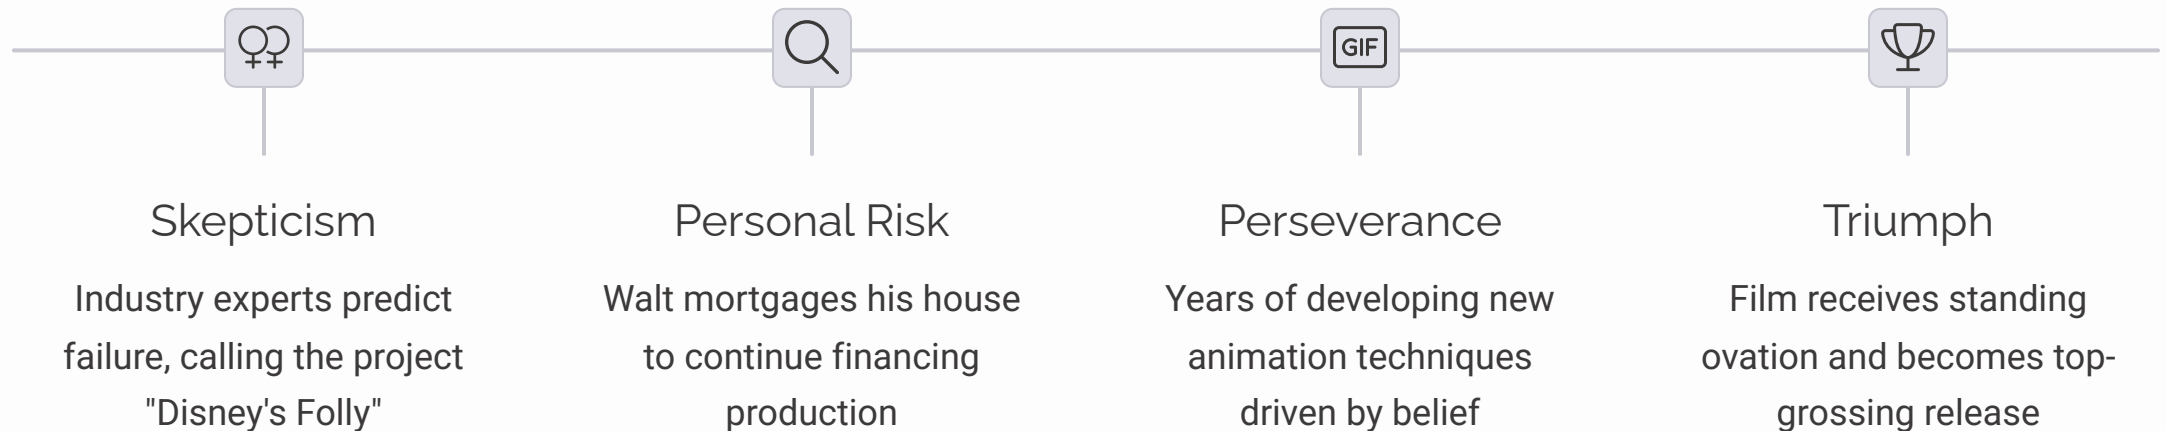 GIF
Skepticism
Industry experts predict
failure, calling the project
"Disney's Folly"
Personal Risk
Walt mortgages his house
to continue financing
production
Perseverance
Years of developing new
animation techniques
driven by belief
Triumph
Film receives standing
ovation and becomes top-
grossing release